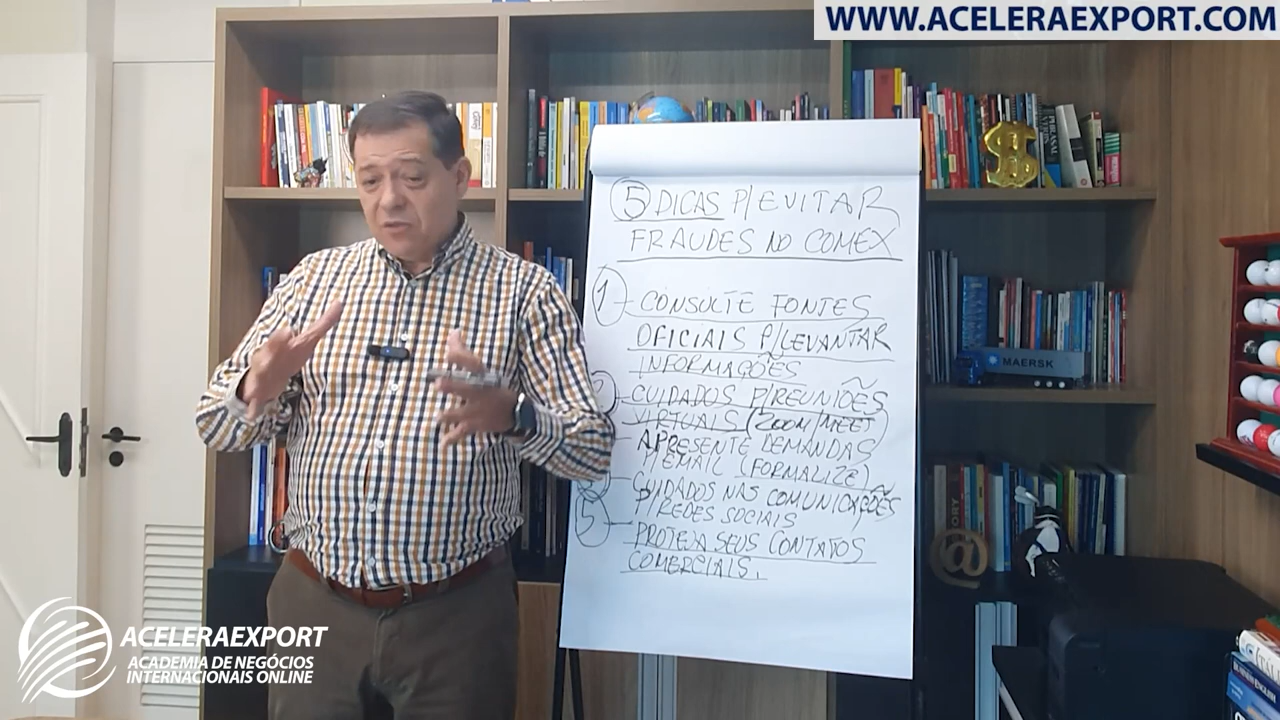 WWW.ACELERAEXPORT.COM
5 DICAS P/ EVITAR
FRAUDES NO COMEX
1 - CONSULTE FONTES
OFICIAIS P/ LEVANTAR
INFORMAÇÕES
CUIDADOS P/ REUNIÕES
VIRTUAIS (ZOOM/MEET)
- APRESENTE DEMANDAS
P/ EMAIL (FORMALIZE)
CUIDADOS NAS COMUNICAÇÕES
P/ REDES SOCIAIS
5 - PROTEJA SEUS CONTATOS
COMERCIAIS.
MAERSK
@
ACELERAEXPORT
ACADEMIA DE NEGÓCIOS
INTERNACIONAIS ONLINE